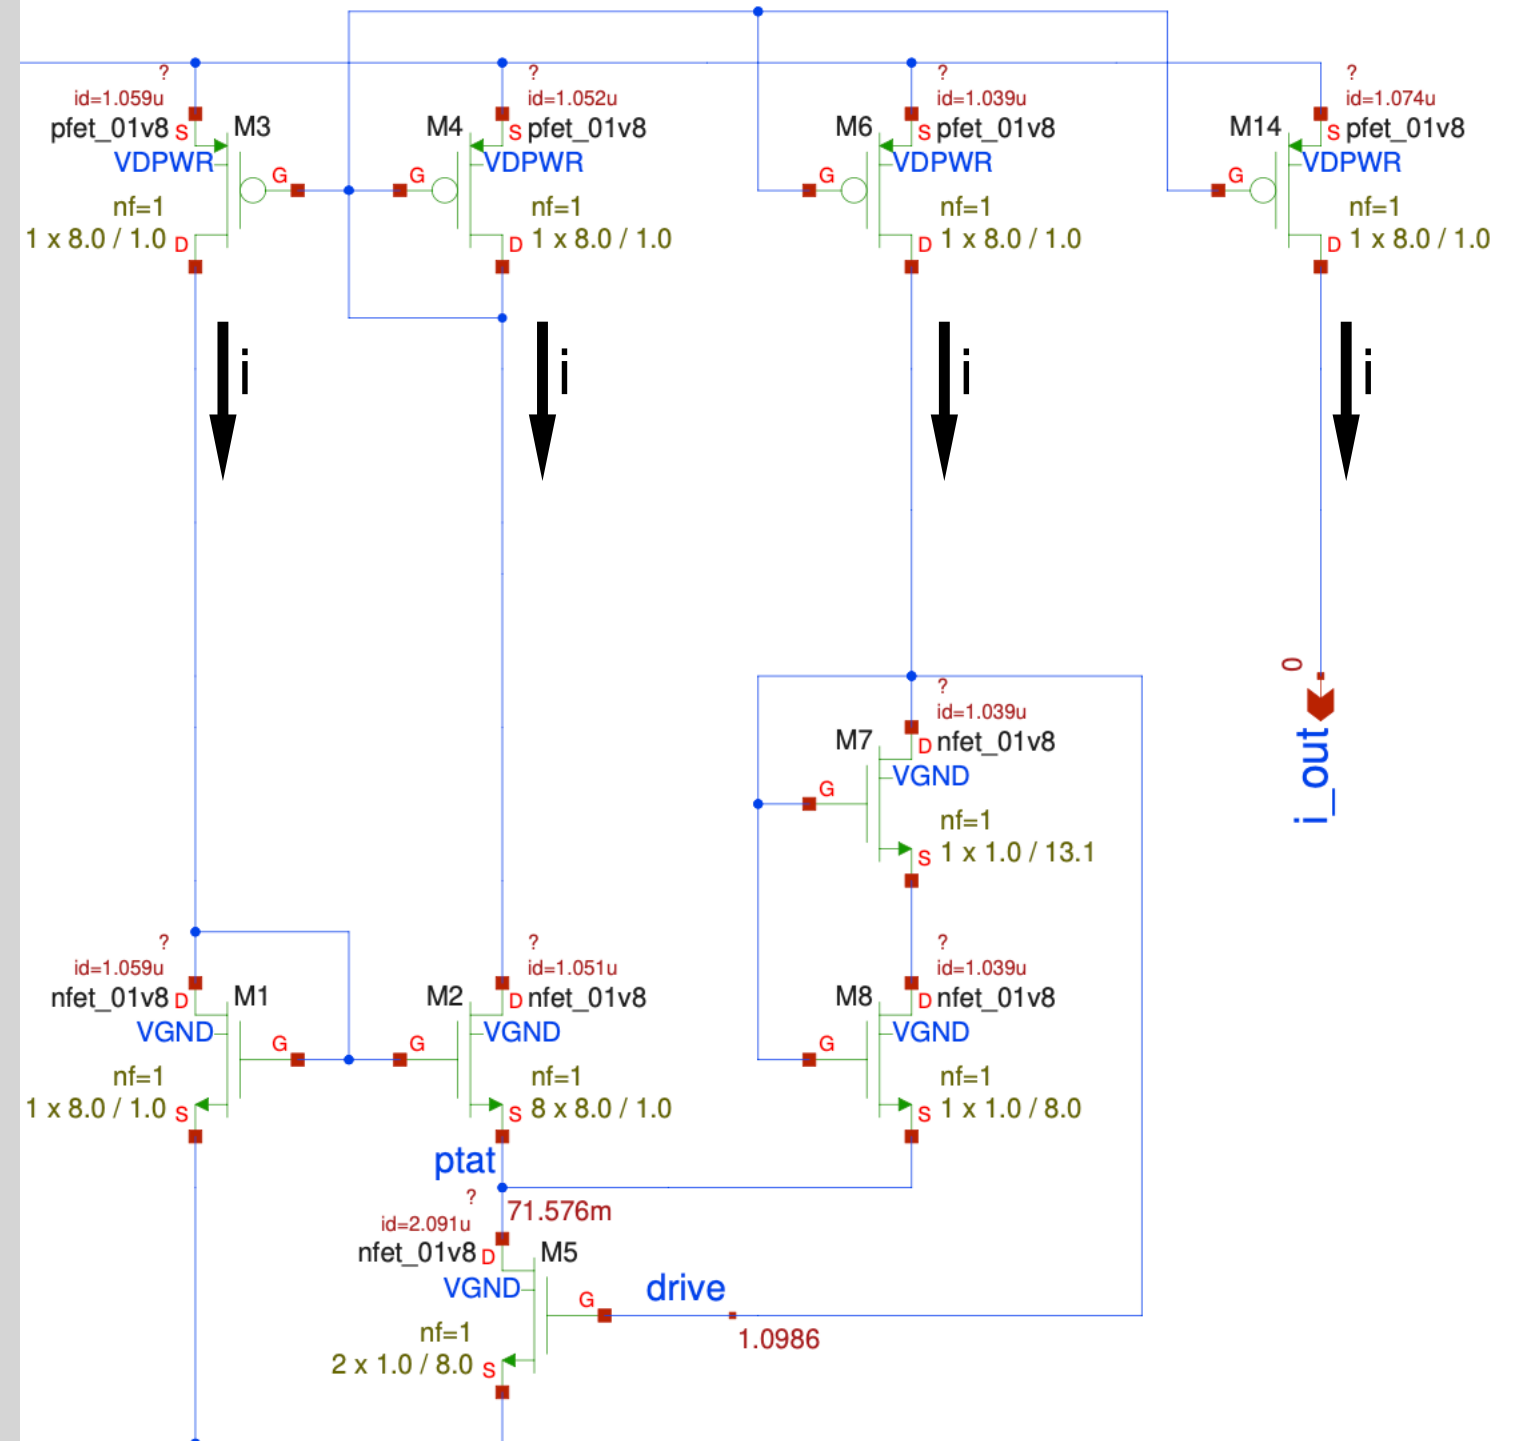 ?
id=1.059u
pfet_01v8
S
M3
VDPWR
G
nf=1
1 x 8.0 / 1.0
D
?
id=1.052u
M4
S
pfet_01v8
VDPWR
G
nf=1
D
1 x 8.0 / 1.0
?
id=1.039u
M6
S
pfet_01v8
VDPWR
G
nf=1
D
1 x 8.0 / 1.0
?
id=1.074u
M14
S
pfet_01v8
VDPWR
G
nf=1
D
1 x 8.0 / 1.0
i
i
i
i
0
i_out
?
id=1.039u
M7
D
nfet_01v8
VGND
G
nf=1
S
1 x 1.0 / 13.1
?
id=1.059u
nfet_01v8
D
M1
VGND
G
nf=1
1 x 8.0 / 1.0
S
?
id=1.051u
M2
D
nfet_01v8
VGND
G
nf=1
S
8 x 8.0 / 1.0
?
id=1.039u
M8
D
nfet_01v8
VGND
G
nf=1
S
1 x 1.0 / 8.0
ptat
71.576m
?
id=2.091u
nfet_01v8
D
M5
VGND
G
nf=1
2 x 1.0 / 8.0
S
drive
1.0986